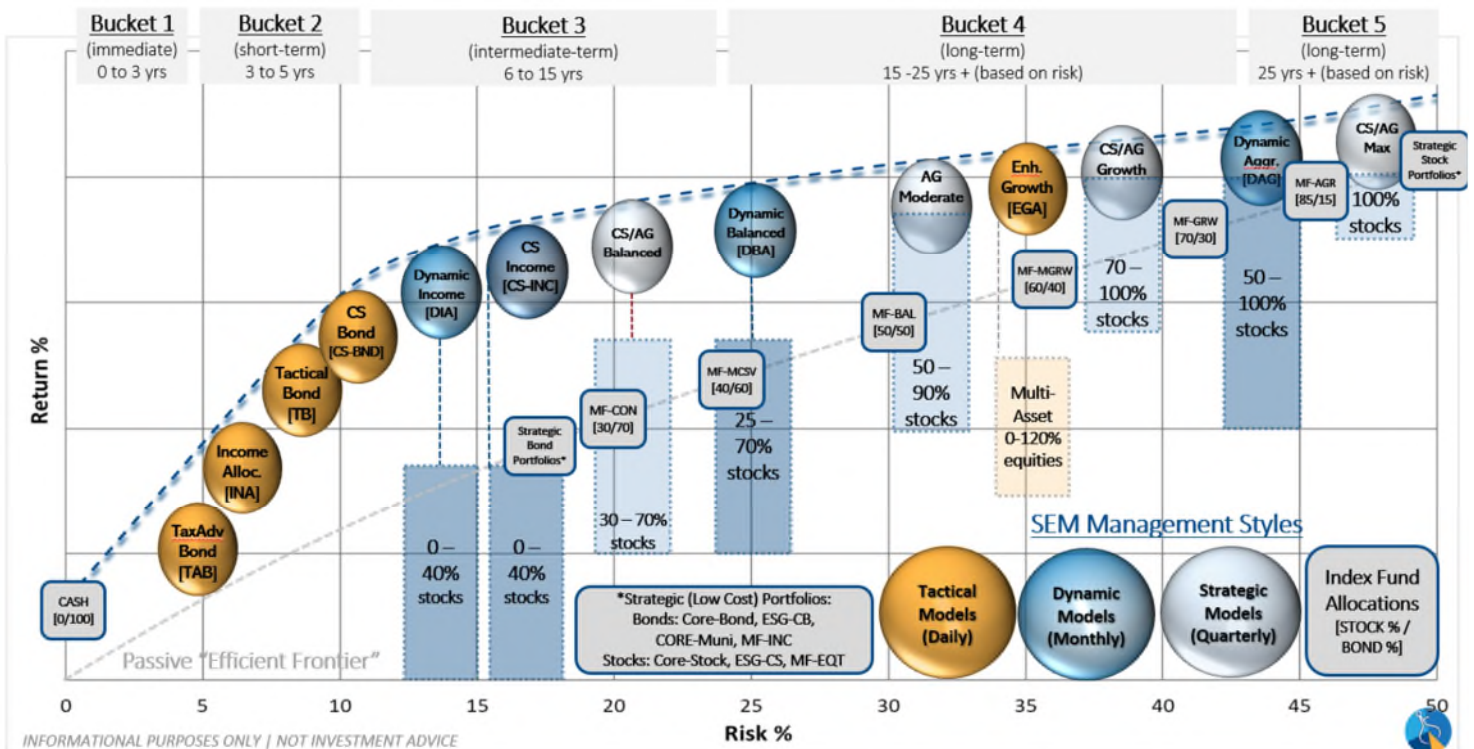 Bucket 1
(immediate)
0 to 3 yrs
Bucket 2
(short-term)
3 to 5 yrs
Bucket 3
(intermediate-term)
6 to 15 yrs
Bucket 4
(long-term)
15 -25 yrs + (based on risk)
Bucket 5
(long-term)
25 yrs + (based on risk)
Return %
CASH
[0/100]
TaxAdv
Bond
[TAB]
Income
Alloc.
[INA]
Tactical
Bond
[TB]
CS
Bond
[CS-BND]
Dynamic
Income
[DIA]
0 –
40%
stocks
CS
Income
[CS-INC]
0 –
40%
stocks
Strategic
Bond
Portfolios*
CS/AG
Balanced
MF-CON
[30/70]
30 – 70%
stocks
Dynamic
Balanced
[DBA]
MF-MCSV
[40/60]
25 –
70%
stocks
AG
Moderate
MF-BAL
[50/50]
50 –
90%
stocks
Enh.
Growth
[EGA]
MF-MGRW
[60/40]
Multi-
Asset
0-120%
equities
CS/AG
Growth
70 –
100%
stocks
MF-GRW
[70/30]
Dynamic
Aggr.
[DAG]
50 –
100%
stocks
MF-AGR
[85/15]
CS/AG
Max
100%
stocks
Strategic
Stock
Portfolios*
Passive "Efficient Frontier"
*Strategic (Low Cost) Portfolios:
Bonds: Core-Bond, ESG-CB,
CORE-Muni, MF-INC
Stocks: Core-Stock, ESG-CS, MF-EQT
SEM Management Styles
Tactical
Models
(Daily)
Dynamic
Models
(Monthly)
Strategic
Models
(Quarterly)
Index Fund
Allocations
[STOCK % /
BOND %]
0 5 10 15 20 25 30 35 40 45 50
Risk %
INFORMATIONAL PURPOSES ONLY | NOT INVESTMENT ADVICE